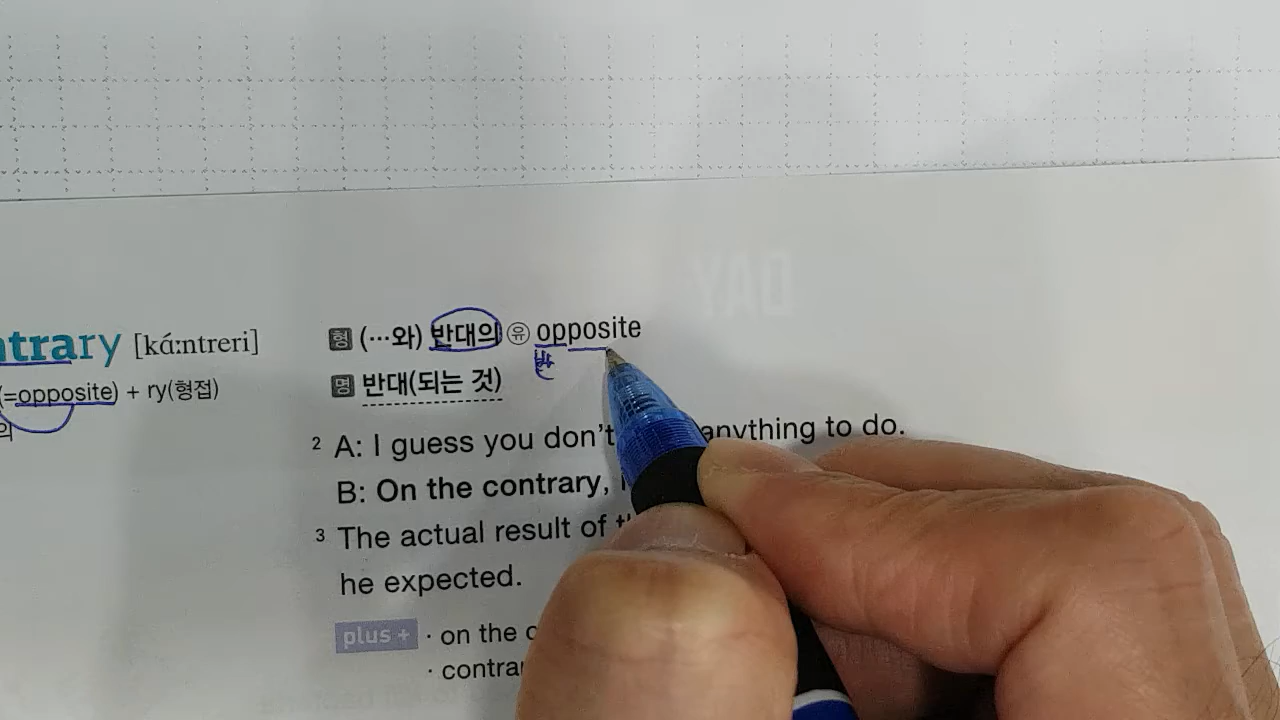 ntrary [ká:ntreri]
(=opposite) + ry(형접)
의
형 (…와) 반대의 유 opposite
반
명 반대(되는 것)
2 A: I guess you don't anything to do.
B: On the contrary,
3 The actual result of
he expected.
plus + · on the
· contrar
DAY